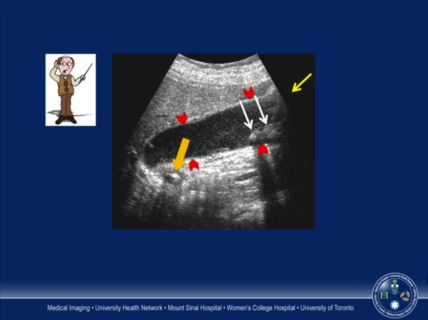 Medical Imaging • University Health Network • Mount Sinai Hospital • Women's College Hospital • University of Toronto